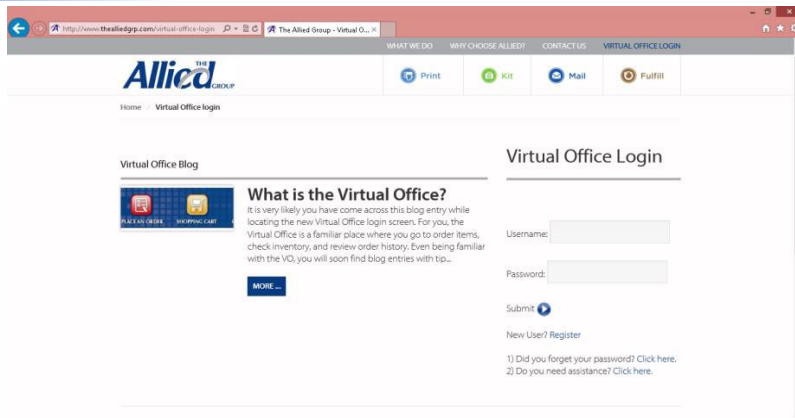 http://www.thealliedgrp.com/virtual-office-login
The Allied Group - Virtual O...
WHAT WE DO WHY CHOOSE ALLIED? CONTACT US VIRTUAL OFFICE LOGIN
THE
Allied GROUP
Print Kit Mail Fulfill
Home / Virtual Office login
Virtual Office Blog
PLACE AN ORDER SHOPPING CART
What is the Virtual Office?
It is very likely you have come across this blog entry while
locating the new Virtual Office login screen. For you, the
Virtual Office is a familiar place where you go to order items,
check inventory, and review order history. Even being familiar
with the VO, you will soon find blog entries with tip...
MORE ...
Virtual Office Login
Username:
Password:
Submit
New User? Register
1) Did you forget your password? Click here.
2) Do you need assistance? Click here.